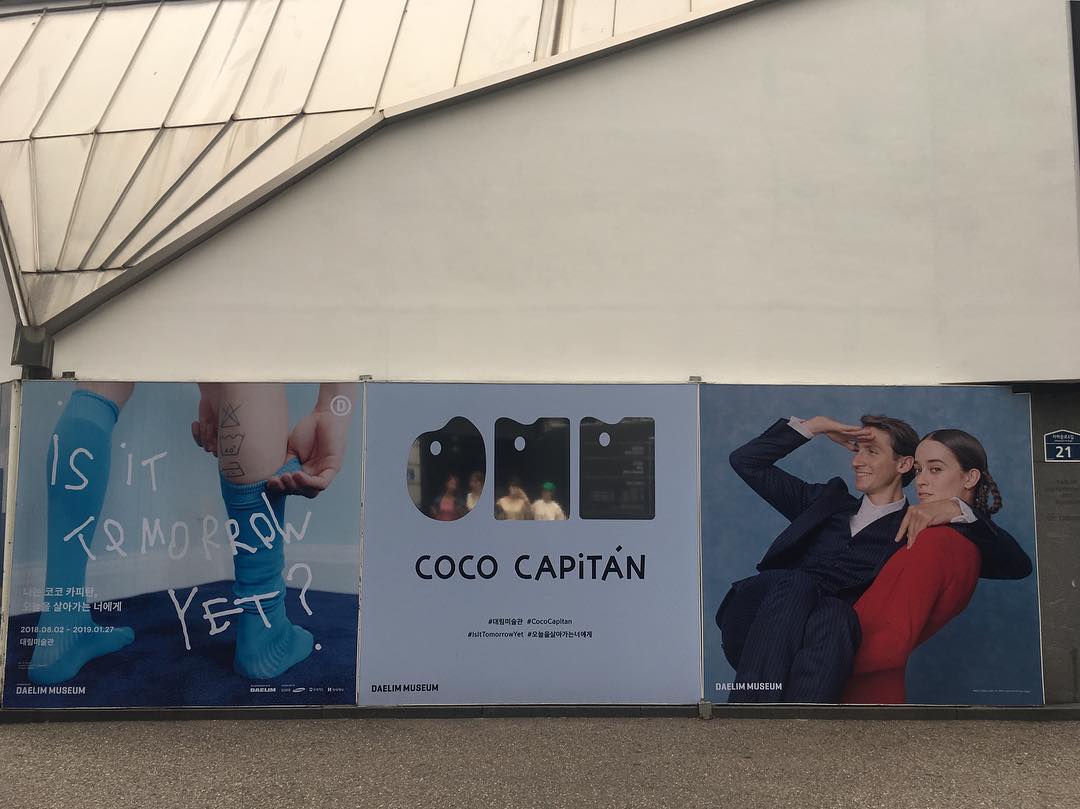 D
IS IT
TOMORROW
YET?
나는 코코 카피탄,
오늘을 살아가는 너에게
2018.08.02 – 2019.01.27
대림미술관
DAELIM MUSEUM
DAELIM
COCO CAPiTÁN
#대림미술관 #CocoCapitan
#IsItTomorrowYet #오늘을살아가는너에게
DAELIM MUSEUM
DAELIM MUSEUM
21